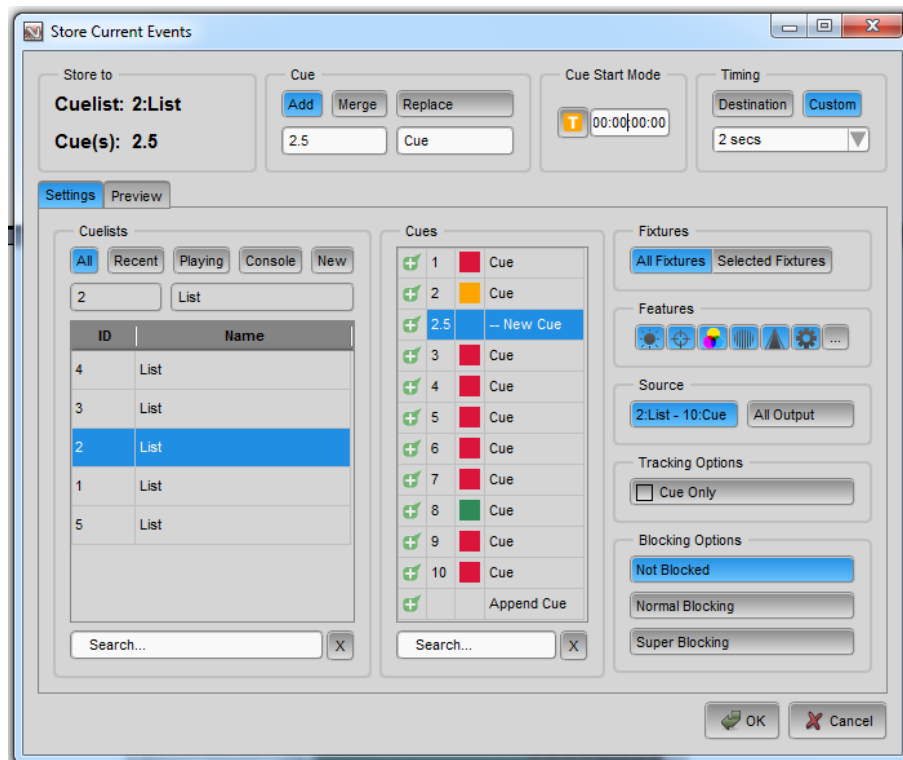 Store Current Events
Store to
Cuelist: 2:List
Cue(s): 2.5
Cue
Add Merge Replace
2.5 Cue
Cue Start Mode
T 00:00:00:00
Timing
Destination Custom
2 secs
Settings Preview
Cuelists
All Recent Playing Console New
2 List
ID Name
4 List
3 List
2 List
1 List
5 List
Search... X
Cues
1 Cue
2 Cue
2.5 -- New Cue
3 Cue
4 Cue
5 Cue
6 Cue
7 Cue
8 Cue
9 Cue
10 Cue
Append Cue
Search... X
Fixtures
All Fixtures Selected Fixtures
Features
...
Source
2:List - 10:Cue All Output
Tracking Options
Cue Only
Blocking Options
Not Blocked
Normal Blocking
Super Blocking
OK Cancel